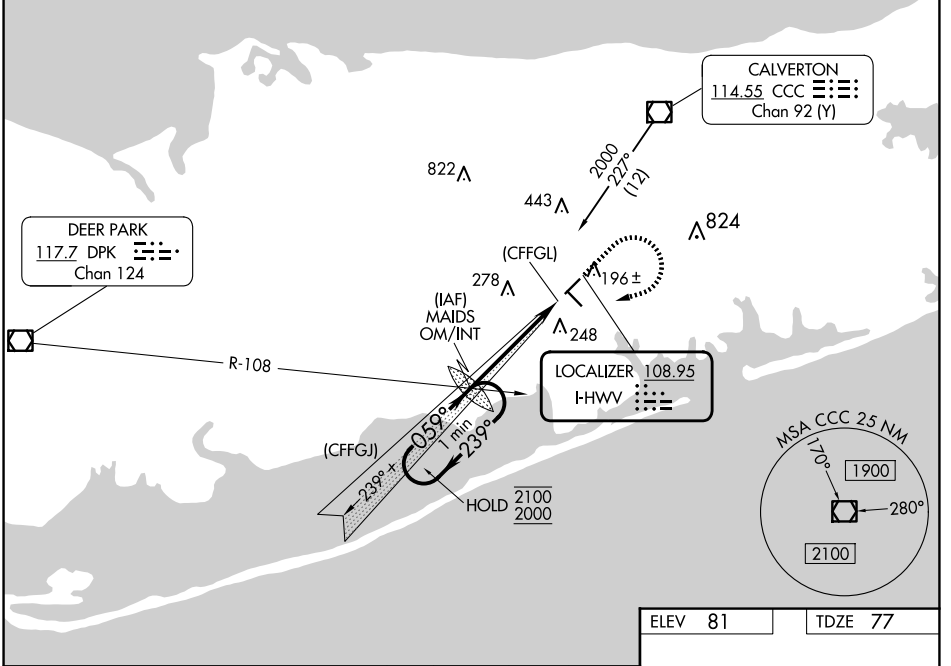 CALVERTON
114.55 CCC
Chan 92 (Y)
2000
227°
(12)
822
443
824
DEER PARK
117.7 DPK
Chan 124
(CFFGL)
196 ±
278
(IAF)
MAIDS
OM/INT
248
R-108
LOCALIZER 108.95
I-HWV
059°
1 min
239°
(CFFGJ)
239°
HOLD 2100
2000
MSA CCC 25 NM
170°
1900
280°
2100
ELEV 81
TDZE 77